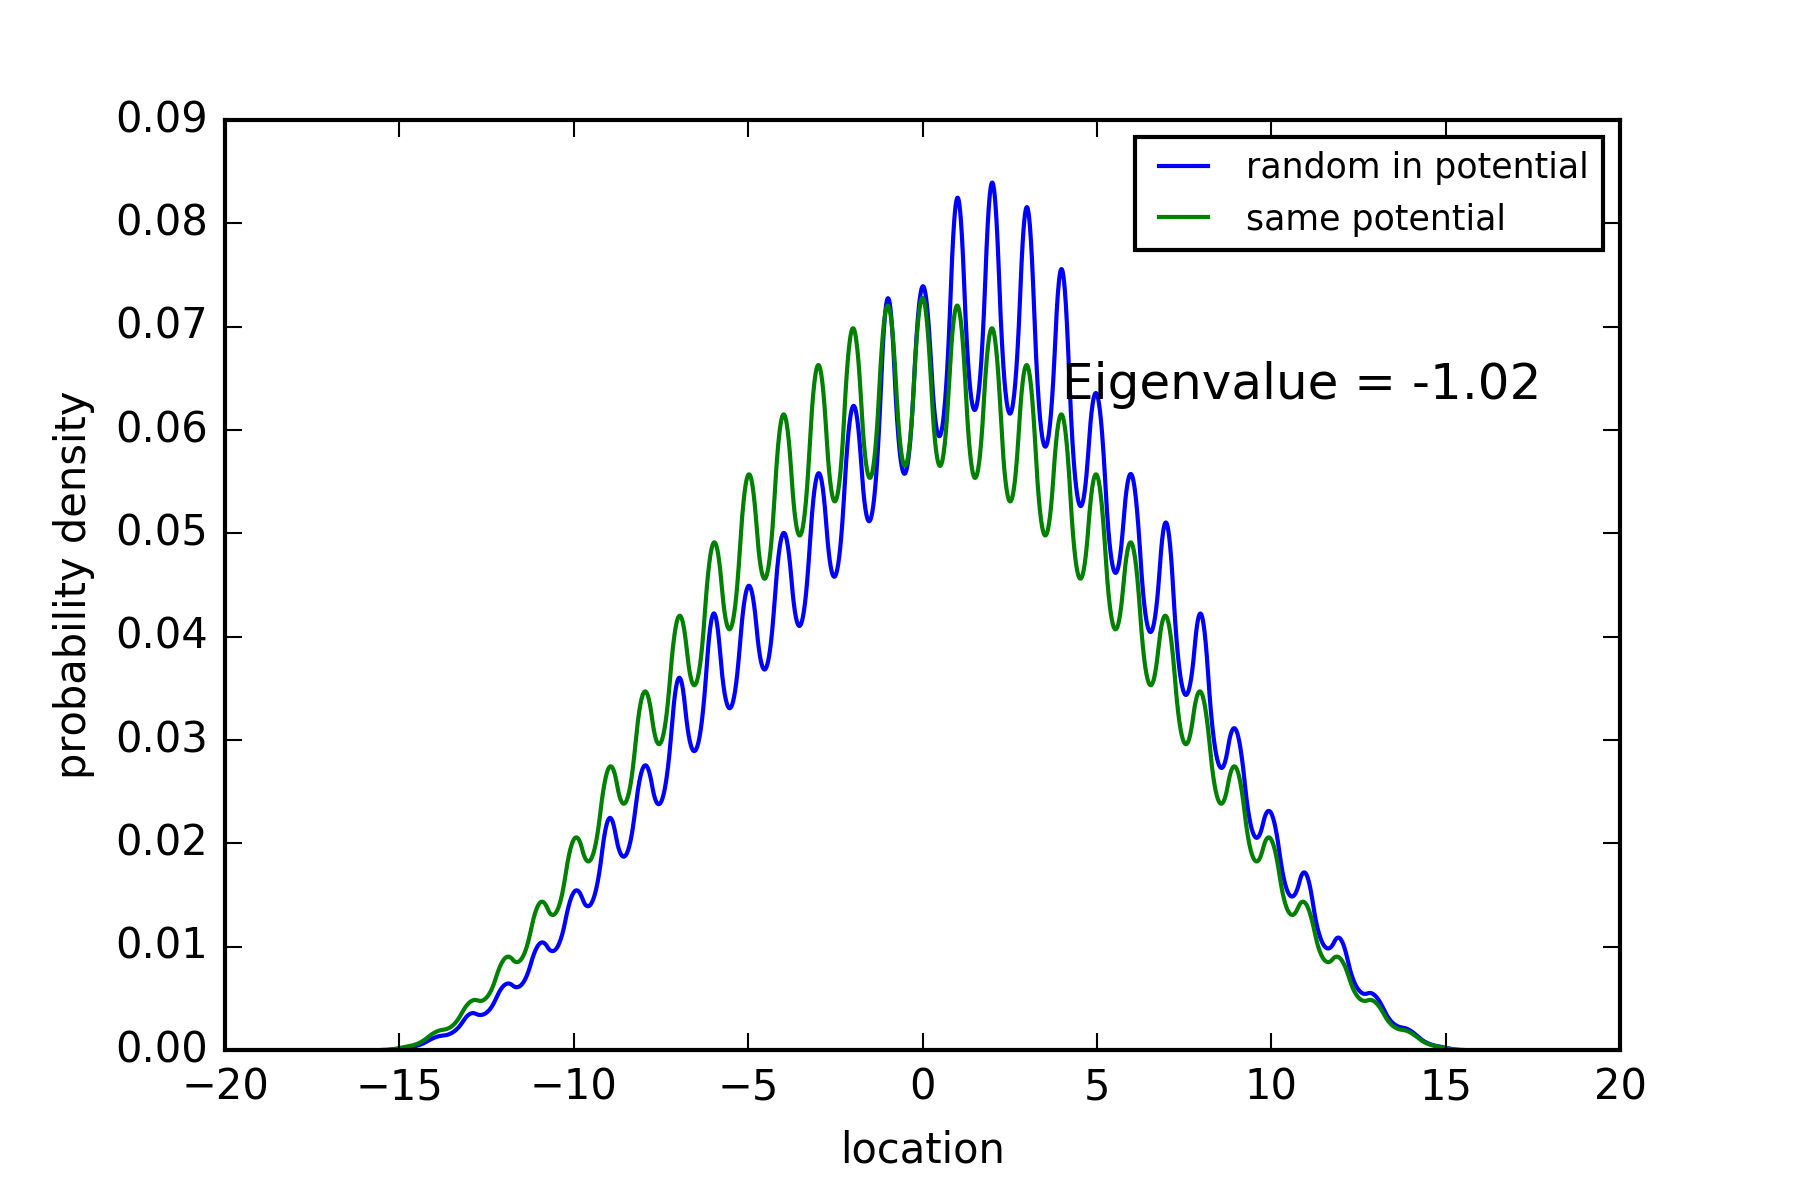 0.09
0.08
0.07
0.06
0.05
0.04
0.03
0.02
0.01
0.00
probability density
random in potential
same potential
Eigenvalue = -1.02
−20 −15 −10 −5 0 5 10 15 20
location